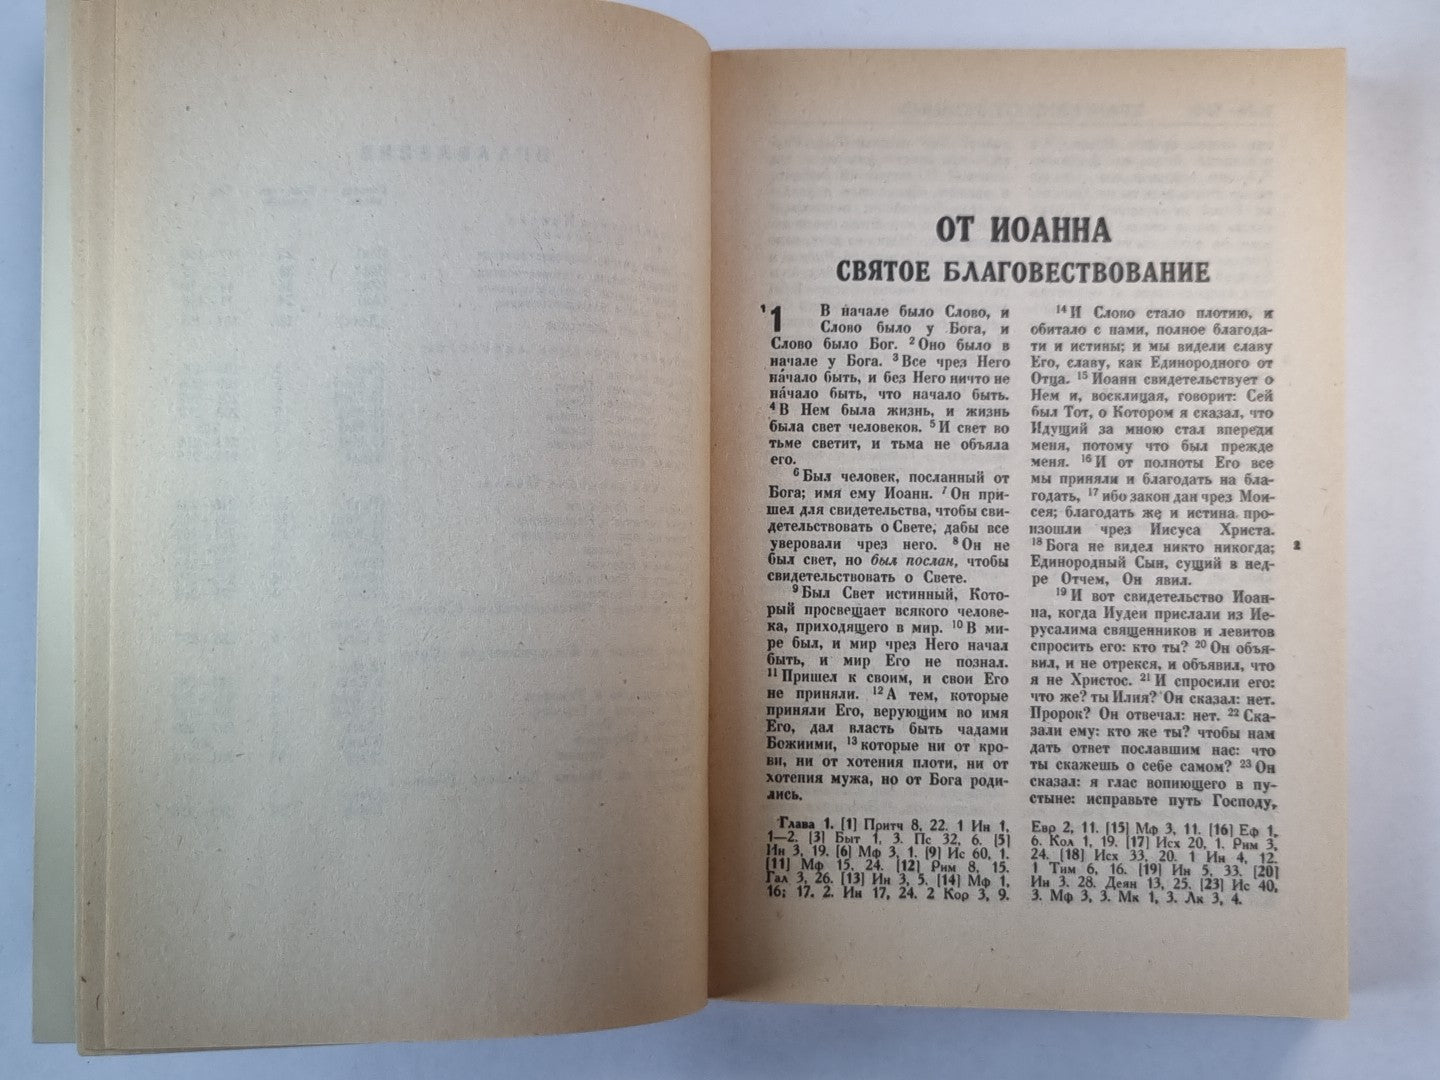 ОГЛАВЛЕНИЕ
ОТ ИОАННА
СВЯТОЕ БЛАГОВЕСТВОВАНИЕ
1 1 В начале было Слово, и
Слово было у Бога, и
Слово было Бог. 2 Оно было в
начале у Бога. 3 Все чрез Него
на́чало быть, и без Него ничто не
на́чало быть, что начало быть.
4 В Нем была жизнь, и жизнь
была свет человеков. 5 И свет во
тьме светит, и тьма не объяла
его.
6 Был человек, посланный от
Бога; имя ему Иоанн. 7 Он при-
шел для свидетельства, чтобы сви-
детельствовать о Свете, дабы все
уверовали чрез него. 8 Он не
был свет, но был послан, чтобы
свидетельствовать о Свете.
9 Был Свет истинный, Кото-
рый просвещает всякого челове-
ка, приходящего в мир. 10 В ми-
ре был, и мир чрез Него начал
быть, и мир Его не познал.
11 Пришел к своим, и свои Его
не приняли. 12 А тем, которые
приняли Его, верующим во имя
Его, дал власть быть чадами
Божиими, 13 которые ни от кро-
ви, ни от хотения плоти, ни от
хотения мужа, но от Бога роди-
лись.
14 И Слово стало плотию, и
обитало с нами, полное благода-
ти и истины; и мы видели славу
Его, славу, как Единородного от
Отца. 15 Иоанн свидетельствует о
Нем и, восклицая, говорит: Сей
был Тот, о Котором я сказал, что
Идущий за мною стал впереди
меня, потому что был прежде
меня. 16 И от полноты Его все
мы приняли и благодать на бла-
годать, 17 ибо закон дан чрез Мои-
сея; благодать же и истина про-
изошли чрез Иисуса Христа.
18 Бога не видел никто никогда; 2
Единородный Сын, сущий в нед-
ре Отчем, Он явил.
19 И вот свидетельство Иоан-
на, когда Иудеи прислали из Ие-
русалима священников и левитов
спросить его: кто ты? 20 Он объя-
вил, и не отрекся, и объявил, что
я не Христос. 21 И спросили его:
что же? ты Илия? Он сказал: нет.
Пророк? Он отвечал: нет. 22 Ска-
зали ему: кто же ты? чтобы нам
дать ответ пославшим нас: что
ты скажешь о себе самом? 23 Он
сказал: я глас вопиющего в пу-
стыне: исправьте путь Господу,
Глава 1. [1] Притч 8, 22. 1 Ин 1,
1—2. [3] Быт 1, 3. Пс 32, 6. [5]
Ин 3, 19. [6] Мф 3, 1. [9] Ис 60, 1.
[11] Мф 15, 24. [12] Рим 8, 15.
Гал 3, 26. [13] Ин 3, 5. [14] Мф 1,
16; 17, 2. Ин 17, 24. 2 Кор 3, 9.
Евр 2, 11. [15] Мф 3, 11. [16] Еф 1,
6. Кол 1, 19. [17] Исх 20, 1. Рим 3,
24. [18] Исх 33, 20. 1 Ин 4, 12.
1 Тим 6, 16. [19] Ин 5, 33. [20]
Ин 3, 28. Деян 13, 25. [23] Ис 40,
3. Мф 3, 3. Мк 1, 3. Лк 3, 4.